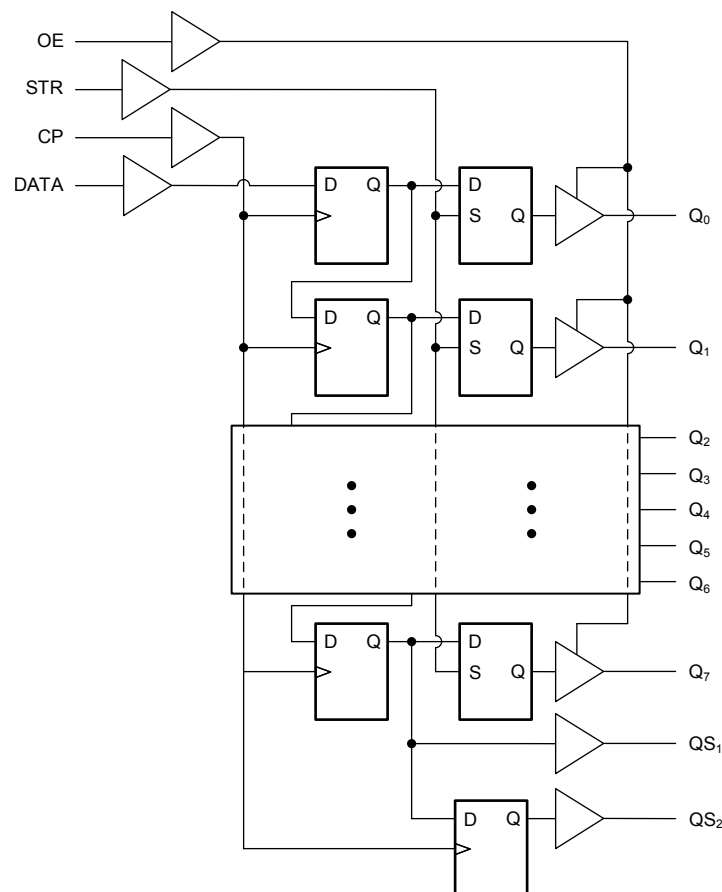 OE
STR
CP
DATA
D Q D S Q Q₀
D Q D S Q Q₁
Q₂
Q₃
Q₄
Q₅
Q₆
D Q D S Q Q₇
QS₁
D Q QS₂